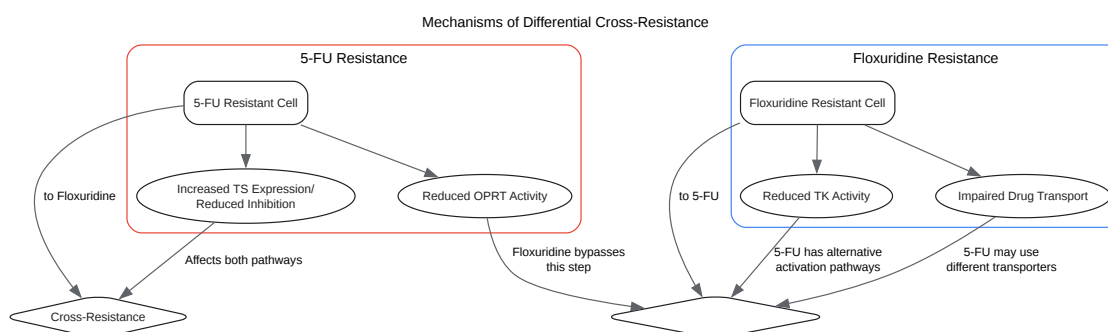 Mechanisms of Differential Cross-Resistance
5-FU Resistance
Floxuridine Resistance
5-FU Resistant Cell
Floxuridine Resistant Cell
to Floxuridine
Increased TS Expression/
Reduced Inhibition
Reduced OPRT Activity
to 5-FU
Reduced TK Activity
Impaired Drug Transport
Affects both pathways
Floxuridine bypasses
this step
5-FU has alternative
activation pathways
5-FU may use
different transporters
Cross-Resistance